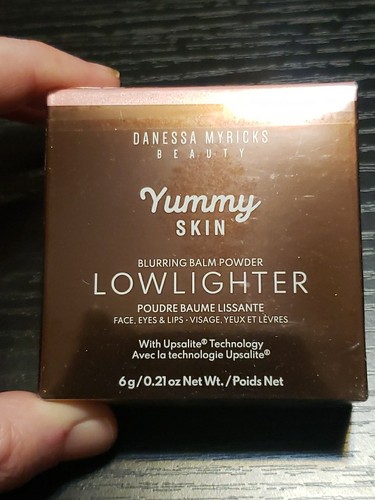 DANESSA MYRICKS
BEAUTY
Yummy
SKIN
BLURRING BALM POWDER
LOWLIGHTER
POUDRE BAUME LISSANTE
FACE, EYES & LIPS • VISAGE, YEUX ET LÈVRES
With Upsalite® Technology
Avec la technologie Upsalite®
6 g / 0.21 oz Net Wt. / Poids Net